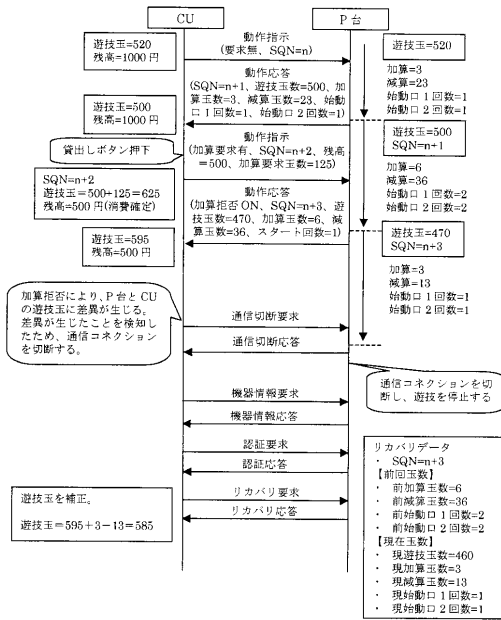 CU
P台
遊技玉=520
残高=1000円
動作指示
(要求無、SQN=n)
遊技玉=520
加算=3
減算=23
始動口1回数=1
始動口2回数=1
動作応答
(SQN=n+1、遊技玉数=500、加
算玉数=3、減算玉数=23、始動
口1回数=1、始動口2回数=1)
遊技玉=500
残高=1000円
動作指示
(加算要求有、SQN=n+2、残高
=500、加算要求玉数=125)
遊技玉=500
SQN=n+1
貸出しボタン押下
加算=6
減算=36
始動口1回数=2
始動口2回数=2
SQN=n+2
遊技玉=500+125=625
残高=500円(消費確定)
動作応答
(加算拒否ON、SQN=n+3、遊
技玉数=470、加算玉数=6、減
算玉数=36、スタート回数=1)
遊技玉=595
残高=500円
遊技玉=470
SQN=n+3
加算=3
減算=13
始動口1回数=1
始動口2回数=1
加算拒否により、P台とCU
の遊技玉に差異が生じる。
差異が生じたことを検知し
たため、通信コネクション
を切断する。
通信切断要求
通信切断応答
通信コネクションを切
断し、遊技を停止する
機器情報要求
機器情報応答
認証要求
認証応答
リカバリ要求
リカバリ応答
遊技玉を補正。
遊技玉=595+3-13=585
リカバリデータ
・ SQN=n+3
【前回玉数】
・ 前加算玉数=6
・ 前減算玉数=36
・ 前始動口1回数=2
・ 前始動口2回数=2
【現在玉数】
・ 現遊技玉数=460
・ 現加算玉数=3
・ 現減算玉数=13
・ 現始動口1回数=1
・ 現始動口2回数=1